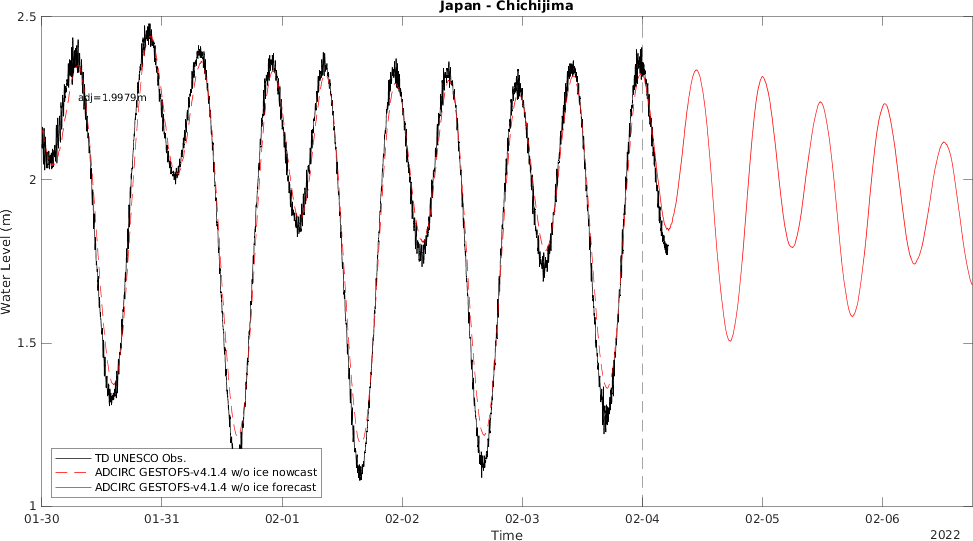 Japan - Chichijima
2.5
adj=1.9979m
2
Water Level (m)
1.5
TD UNESCO Obs.
ADCIRC GESTOFS-v4.1.4 w/o ice nowcast
ADCIRC GESTOFS-v4.1.4 w/o ice forecast
1
01-30 01-31 02-01 02-02 02-03 02-04 02-05 02-06
Time
2022